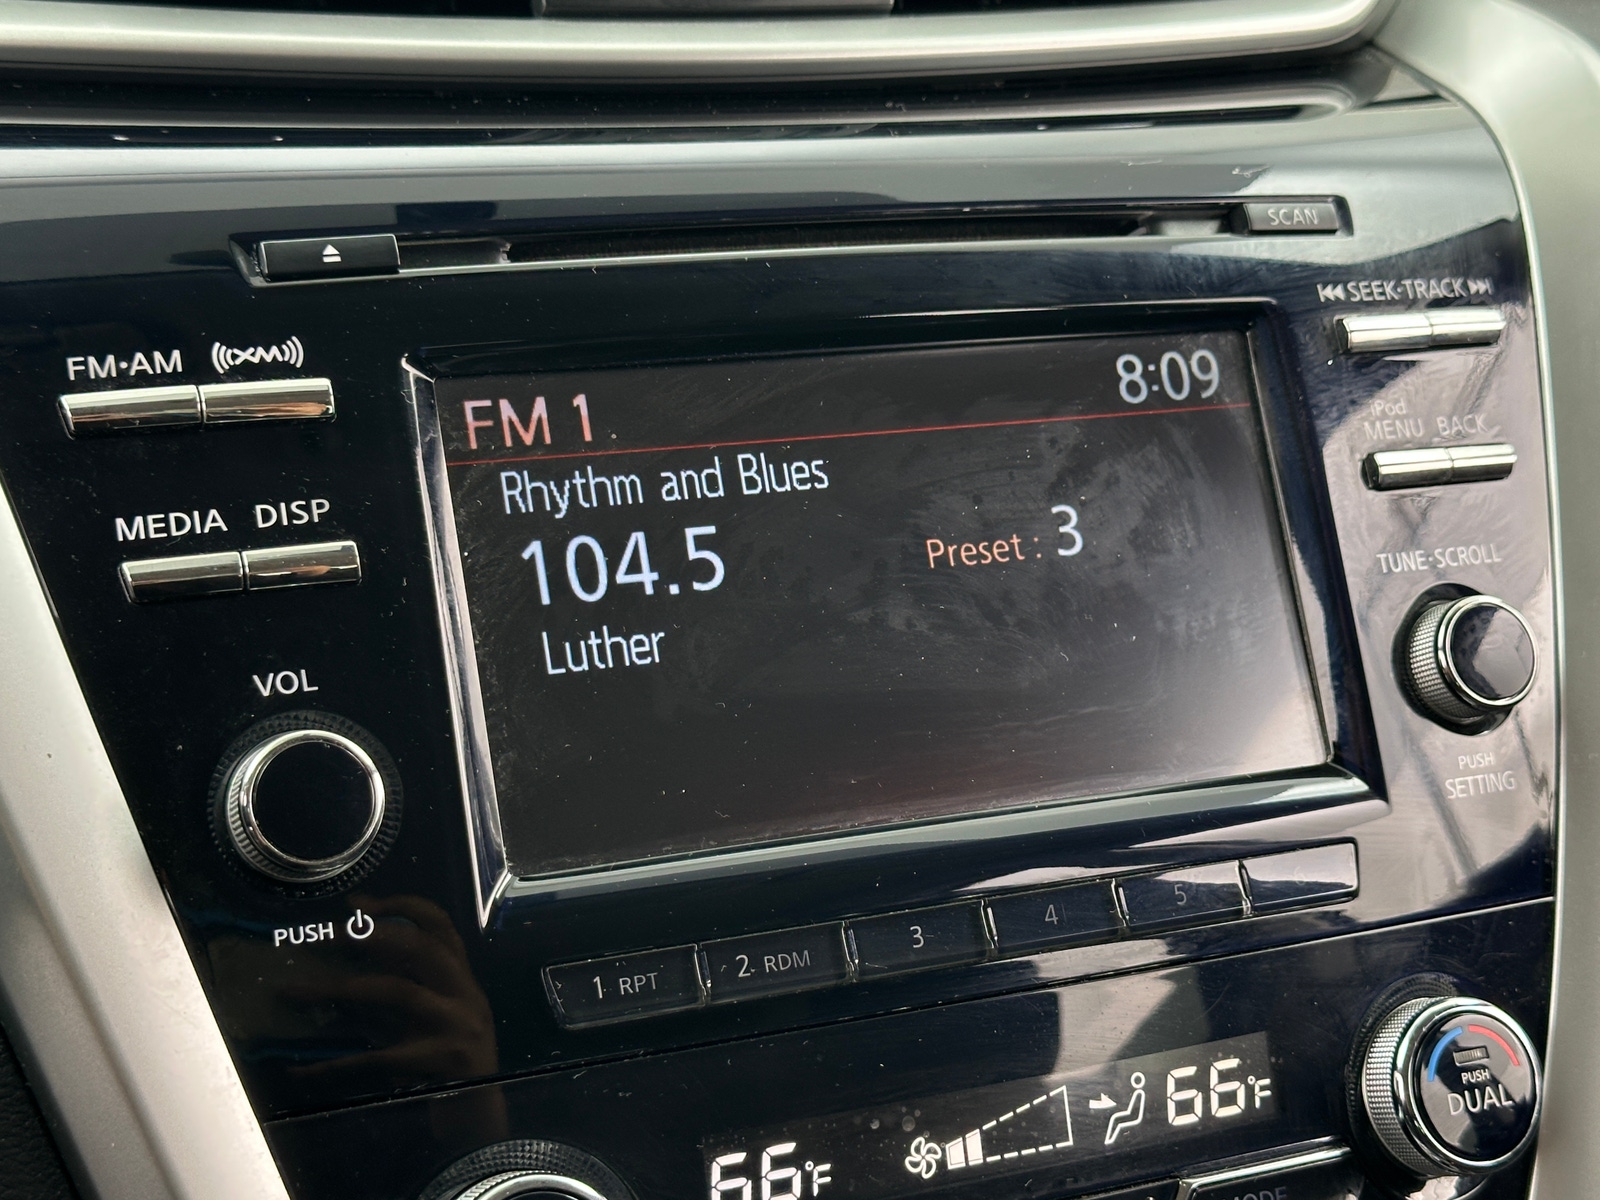 SCAN
SEEK·TRACK
FM·AM XM
8:09
FM 1
iPod
MENU BACK
Rhythm and Blues
MEDIA DISP
104.5
Preset : 3
TUNE·SCROLL
Luther
VOL
PUSH
SETTING
PUSH
1 RPT 2 RDM 3 4 5
PUSH
DUAL
66°F
66°F
MODE